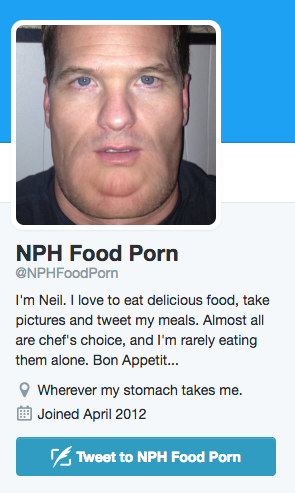 NPH Food Porn
@NPHFoodPorn
I'm Neil. I love to eat delicious food, take
pictures and tweet my meals. Almost all
are chef's choice, and I'm rarely eating
them alone. Bon Appetit...
Wherever my stomach takes me.
Joined April 2012
Tweet to NPH Food Porn